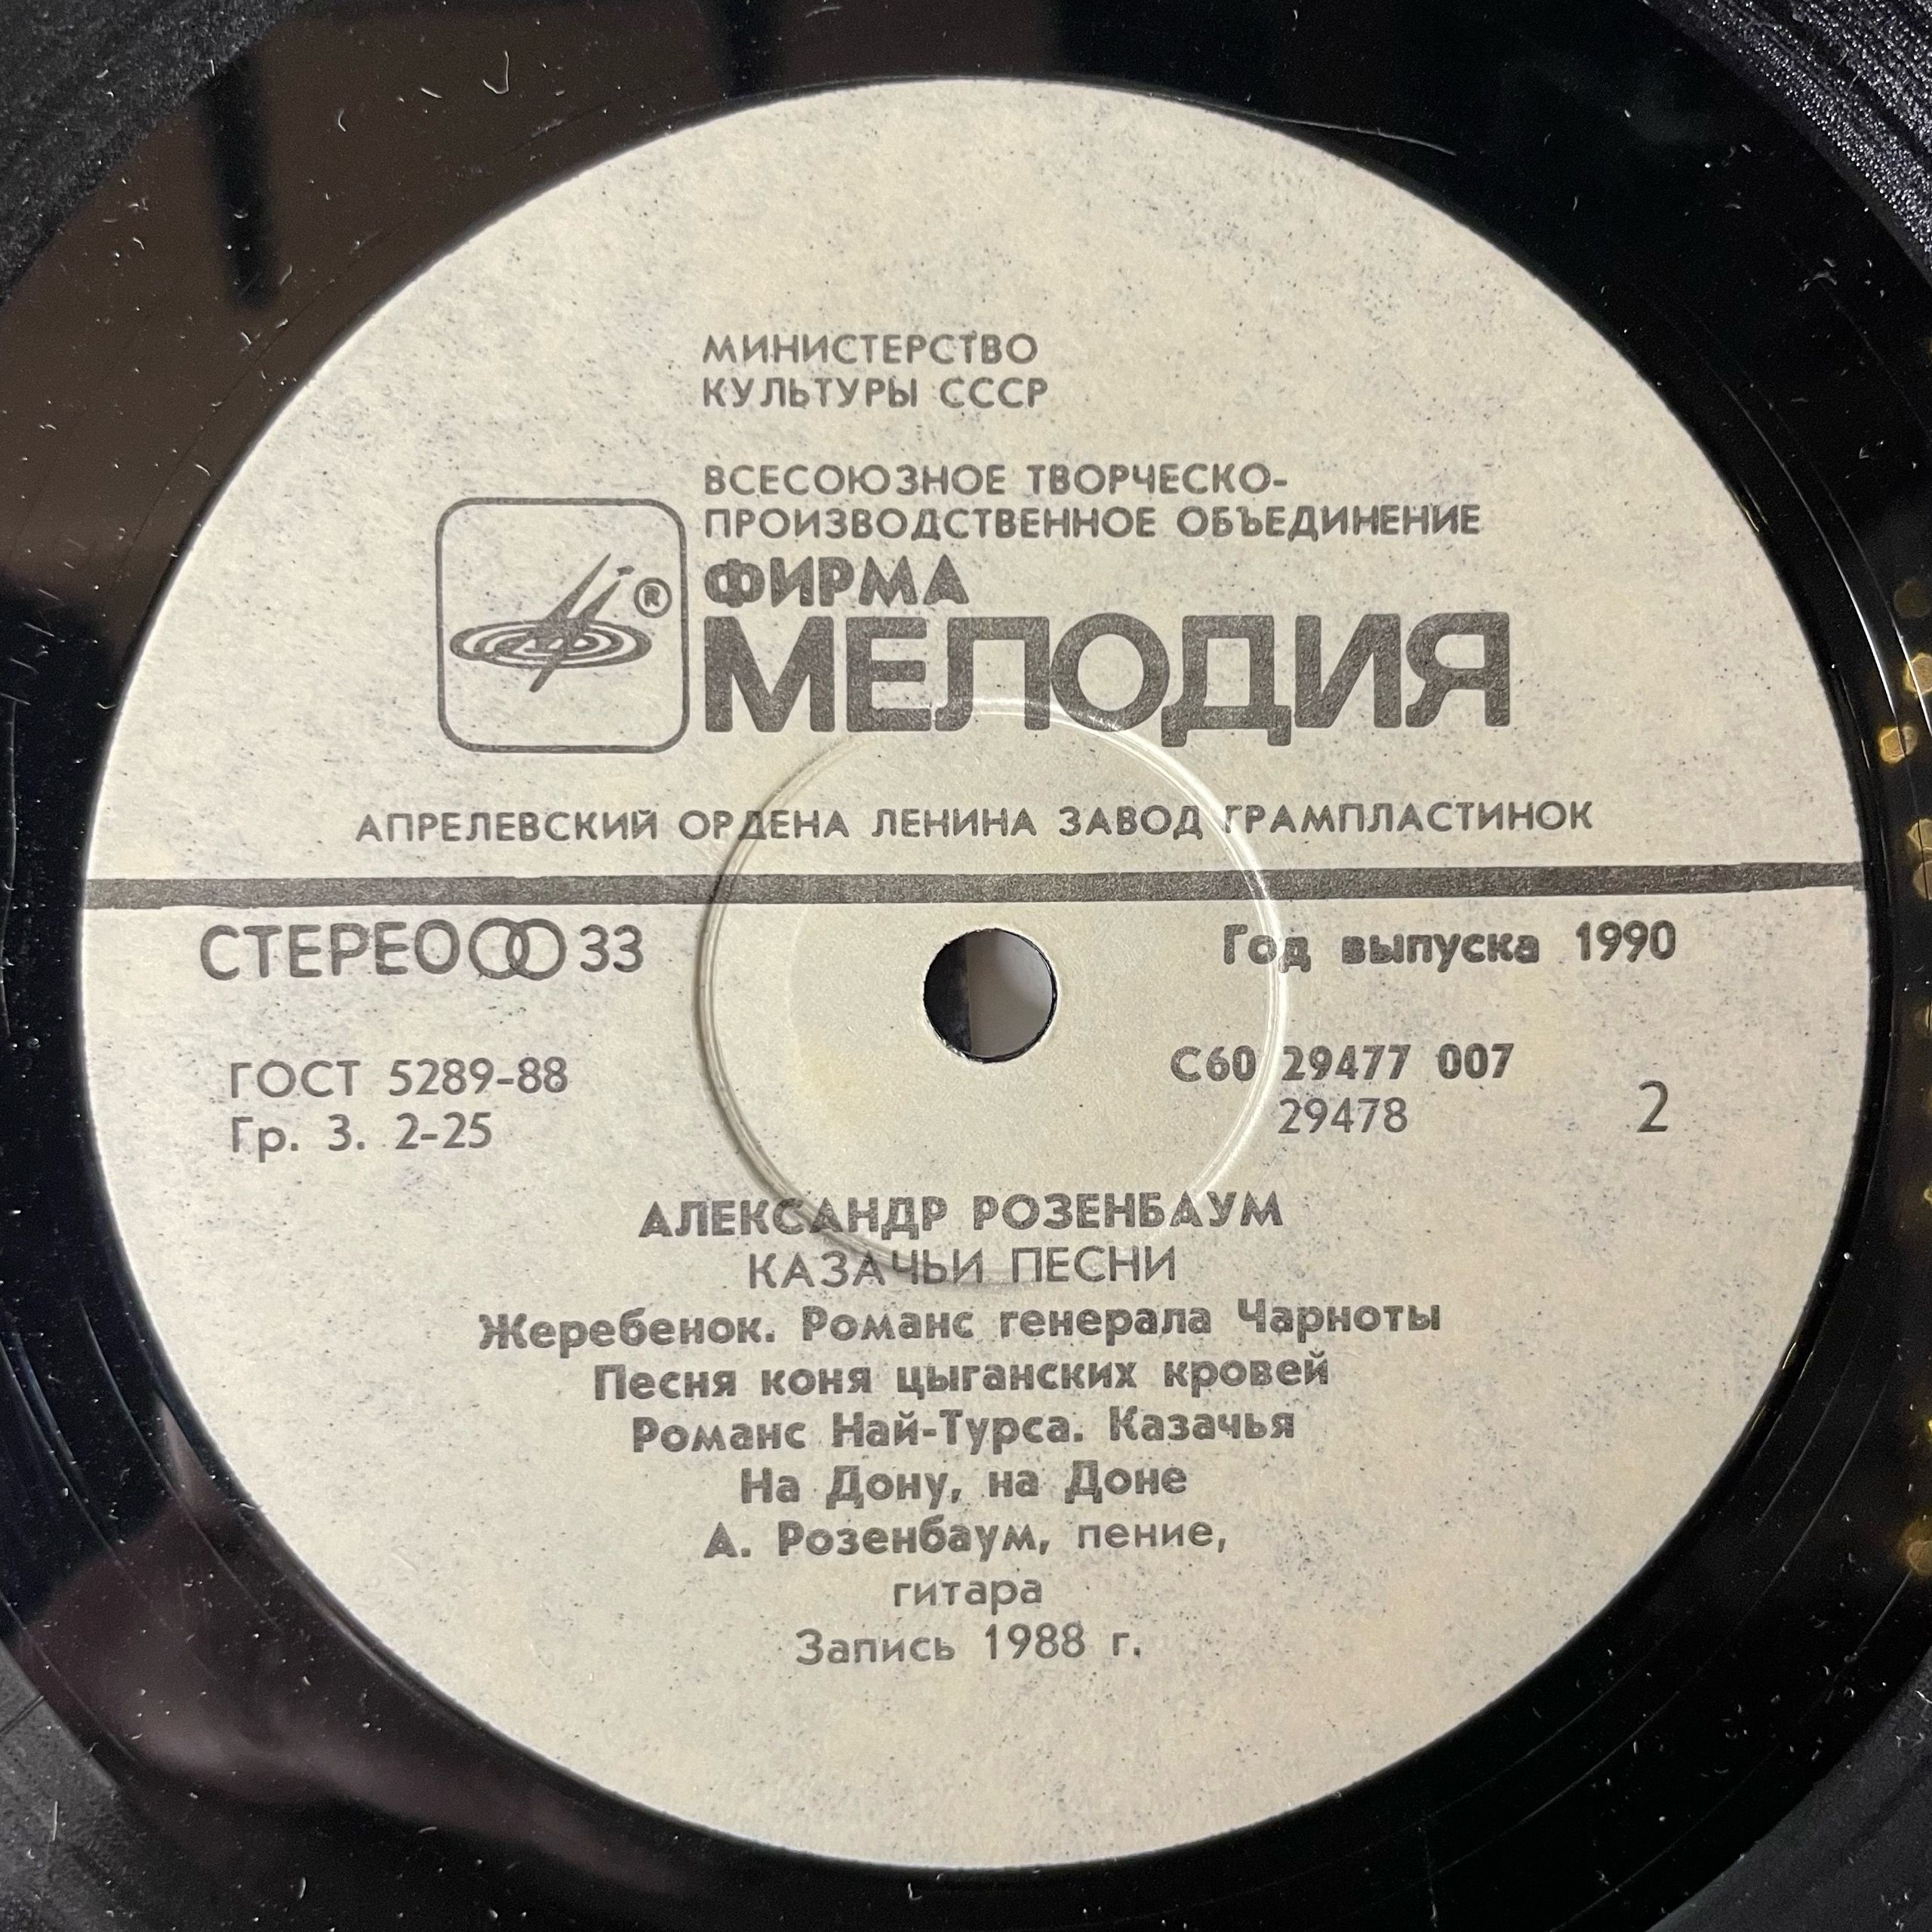 МИНИСТЕРСТВО
КУЛЬТУРЫ СССР
ВСЕСОЮЗНОЕ ТВОРЧЕСКО-
ПРОИЗВОДСТВЕННОЕ ОБЪЕДИНЕНИЕ
ФИРМА
®
МЕЛОДИЯ
АПРЕЛЕВСКИЙ ОРДЕНА ЛЕНИНА ЗАВОД ГРАМПЛАСТИНОК
СТЕРЕО 33
Год выпуска 1990
ГОСТ 5289-88
Гр. 3. 2-25
С60 29477 007
29478
2
АЛЕКСАНДР РОЗЕНБАУМ
КАЗАЧЬИ ПЕСНИ
Жеребенок. Романс генерала Чарноты
Песня коня цыганских кровей
Романс Най-Турса. Казачья
На Дону, на Доне
А. Розенбаум, пение,
гитара
Запись 1988 г.